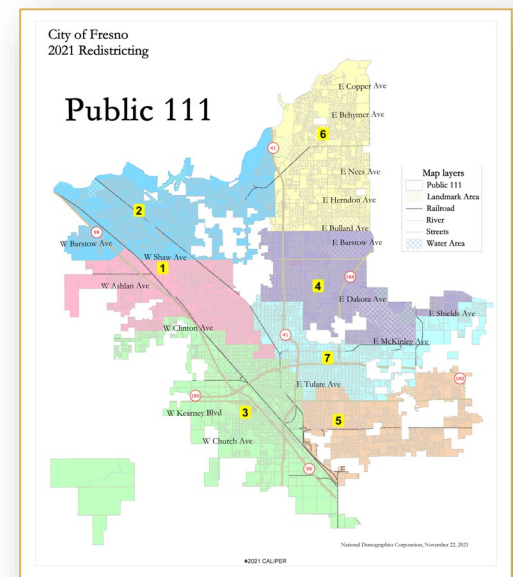 City of Fresno
2021 Redistricting
Public 111
E Copper Ave
E Behymer Ave
6
41
E Nees Ave
Map layers
Public 111
Landmark Area
Railroad
River
Streets
Water Area
E Herndon Ave
2
E Bullard Ave
99
W Barstow Ave
E Barstow Ave
W Shaw Ave
1
168
W Ashlan Ave
4
E Dakota Ave
E Shields Ave
W Clinton Ave
41
E McKinley Ave
7
180
E Tulare Ave
180
W Kearney Blvd
3
5
W Church Ave
99
National Demographics Corporation, November 22, 2021
©2021 CALIPER